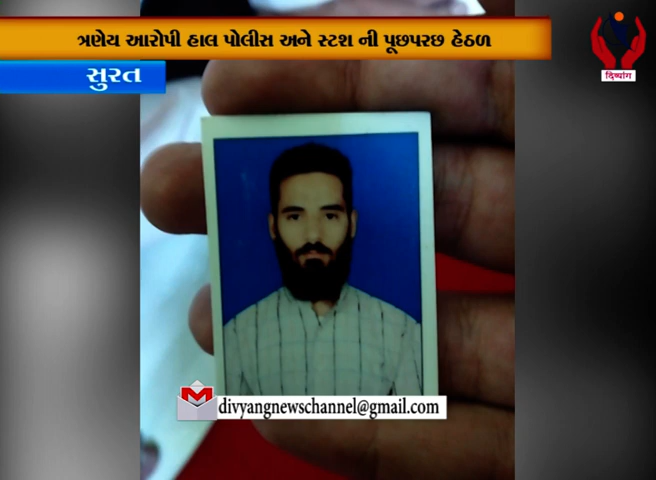 ત્રણેય આરોપી હાલ પોલીસ અને સ્ટશ ની પૂછપરછ હેઠળ
સુરત
दिव्यांग
divyangnewschannel@gmail.com